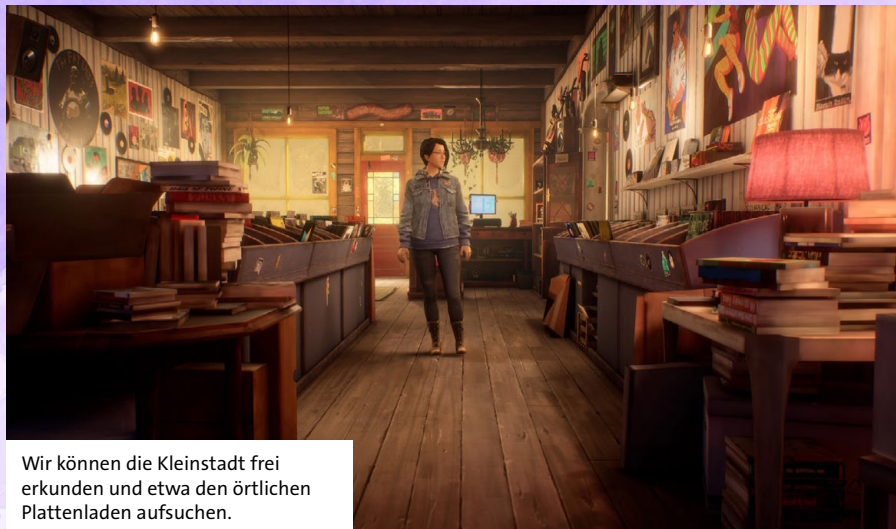 Wir können die Kleinstadt frei
erkunden und etwa den örtlichen
Plattenladen aufsuchen.